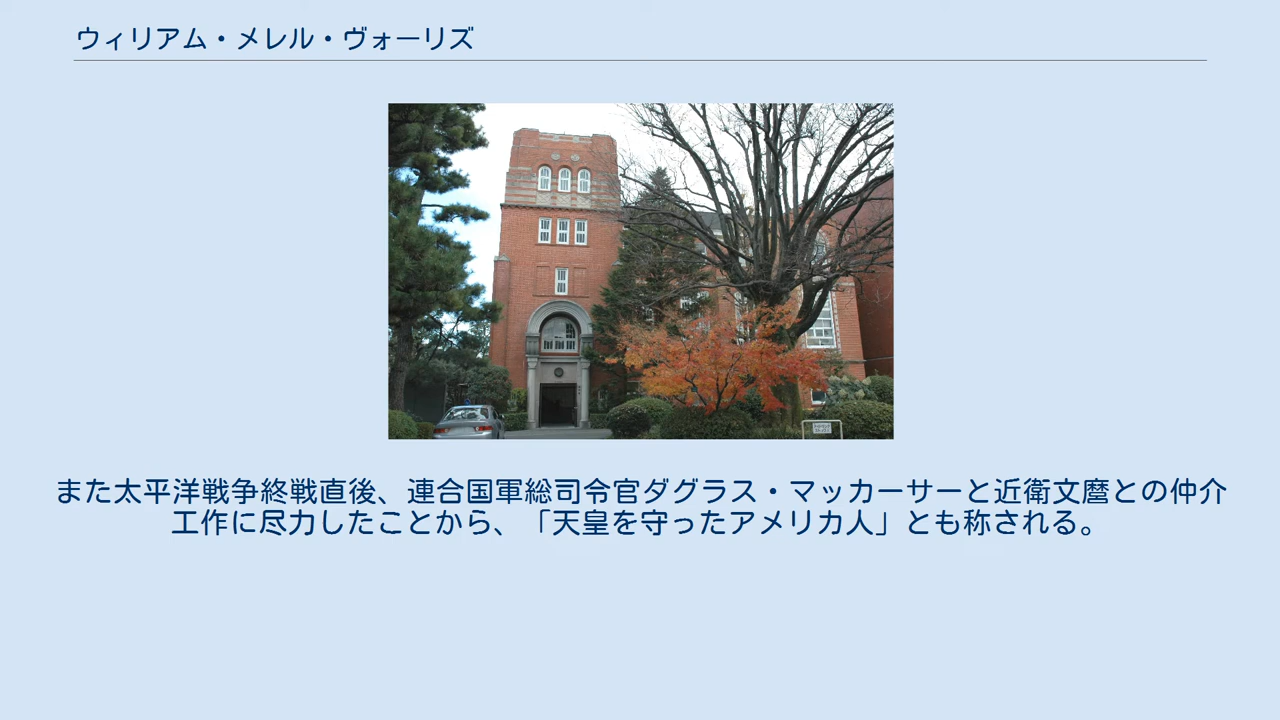 ウィリアム・メレル・ヴォーリズ
また太平洋戦争終戦直後、連合国軍総司令官ダグラス・マッカーサーと近衛文麿との仲介
工作に尽力したことから、「天皇を守ったアメリカ人」とも称される。